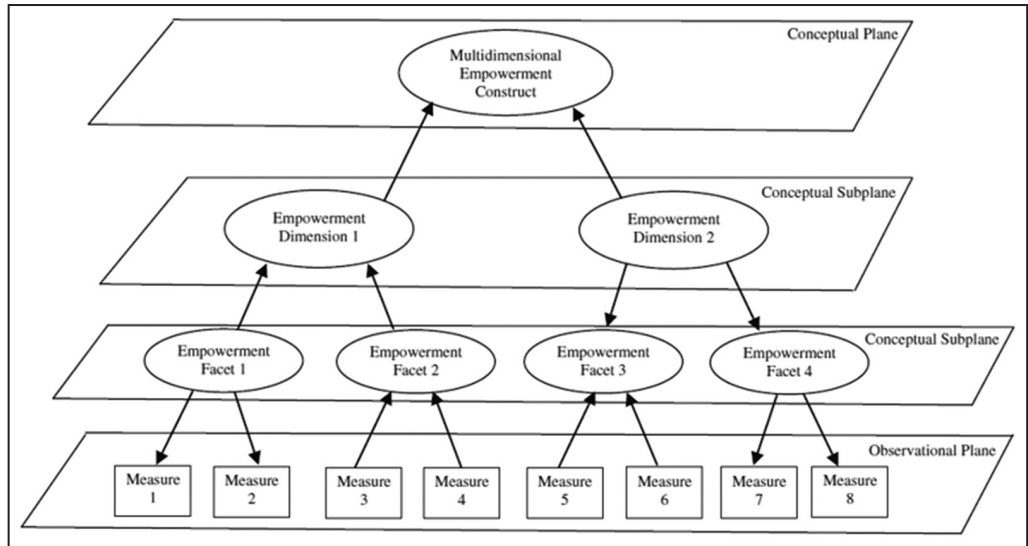 Conceptual Plane
Multidimensional
Empowerment
Construct
Conceptual Subplane
Empowerment
Dimension 1
Empowerment
Dimension 2
Conceptual Subplane
Empowerment
Facet 1
Empowerment
Facet 2
Empowerment
Facet 3
Empowerment
Facet 4
Observational Plane
Measure
1
Measure
2
Measure
3
Measure
4
Measure
5
Measure
6
Measure
7
Measure
8